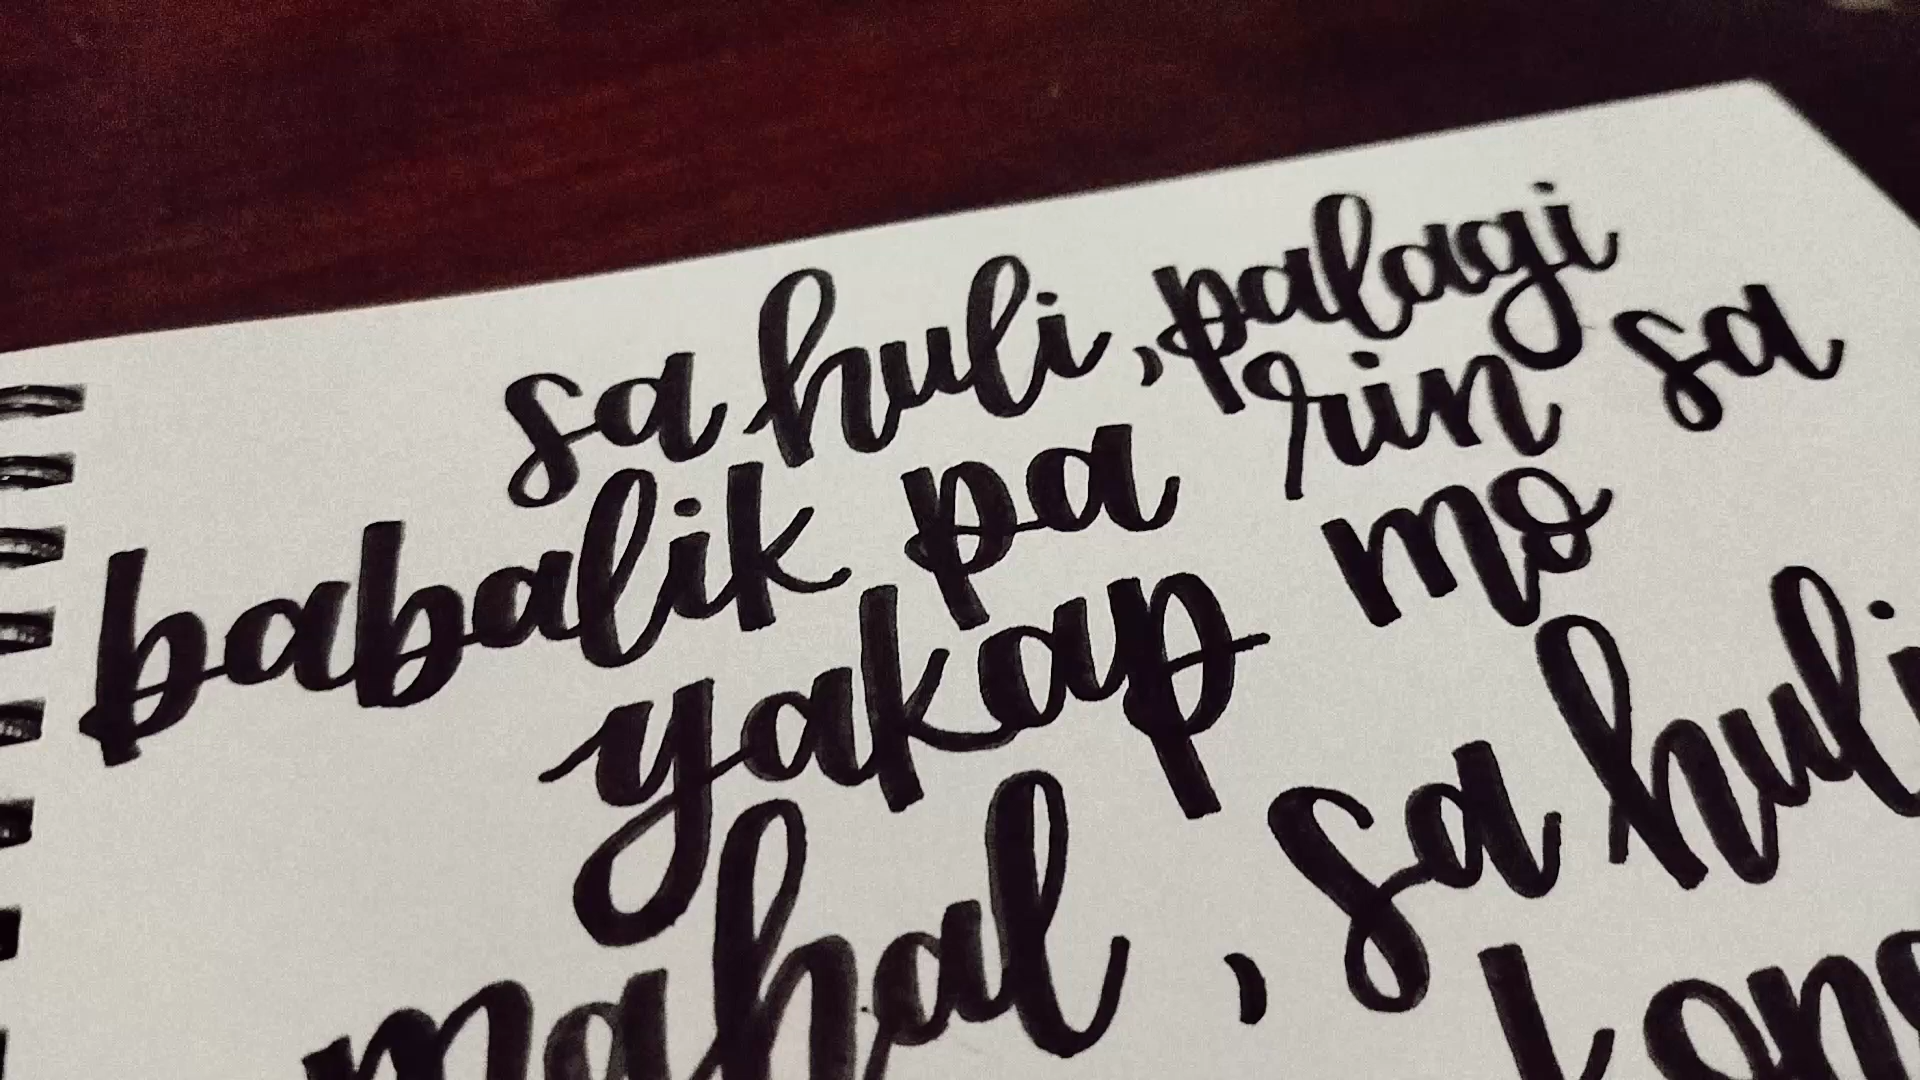 sa huli, palagi
babalik pa rin sa
yakap mo
mahal, sa huli